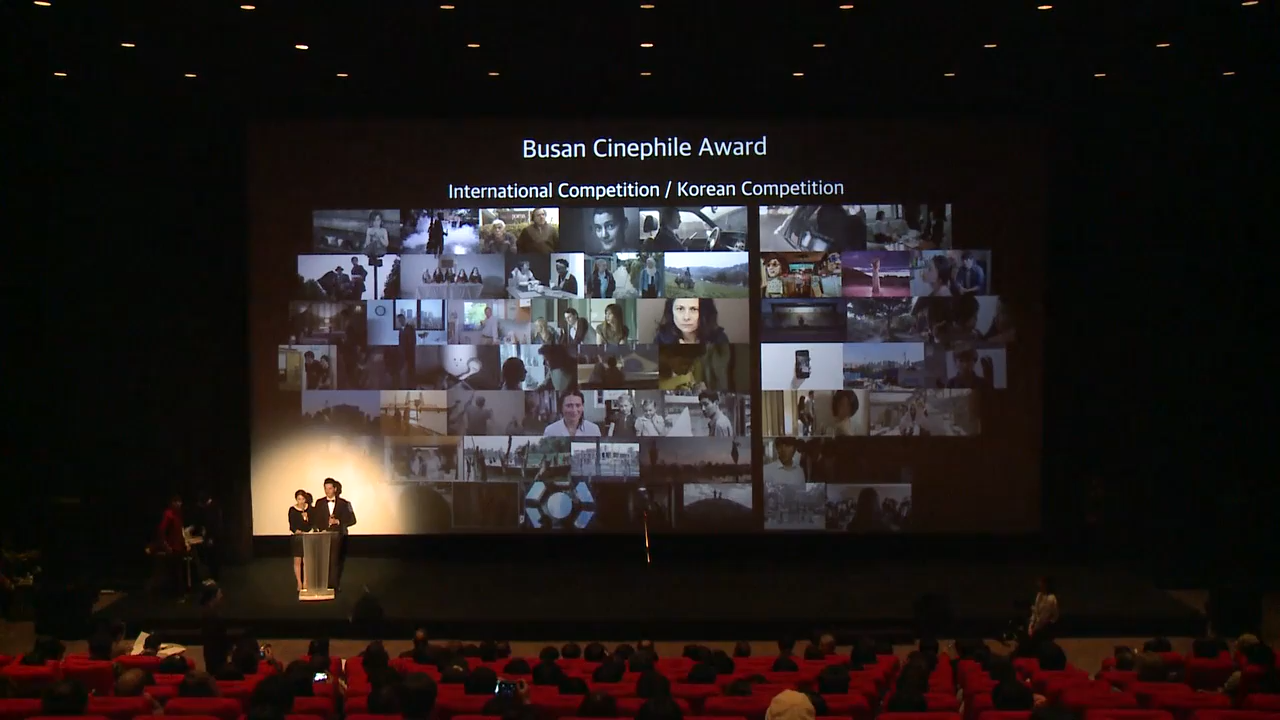 Busan Cinephile Award
International Competition / Korean Competition